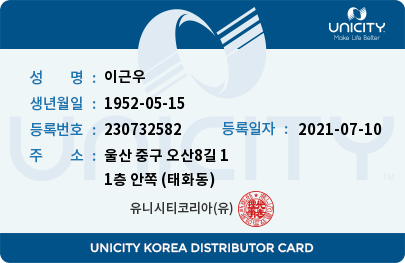 UNICITY
Make Life Better
성 명 : 이근우
생년월일 : 1952-05-15
등록번호 : 230732582 등록일자 : 2021-07-10
주 소 : 울산 중구 오산8길 1
1층 안쪽 (태화동)
UNICITY
TM
유니시티코리아(유)
UNICITY KOREA DISTRIBUTOR CARD